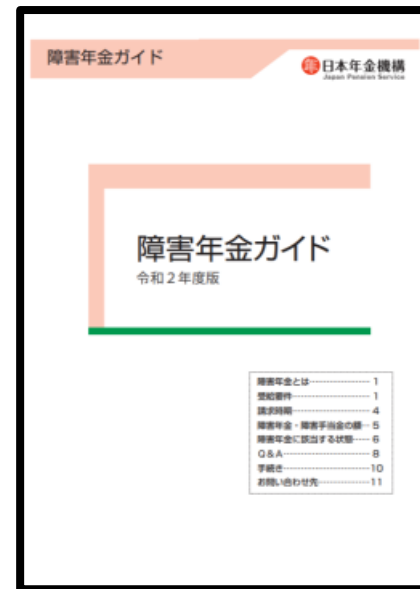 障害年金ガイド
年 日本年金機構
Japan Pension Service
障害年金ガイド
令和2年度版
障害年金とは 1
受給要件 1
請求時期 4
障害年金・障害手当金の額 5
障害年金に該当する状態 6
Q&A 8
手続き 10
お問い合わせ先 11